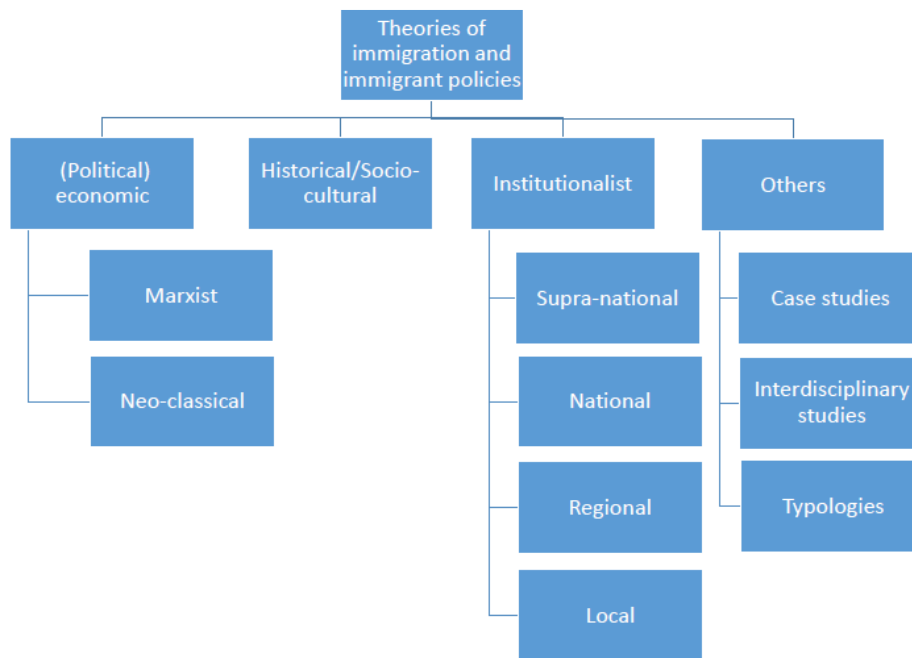 Theories of
immigration and
immigrant policies
(Political)
economic
Historical/Socio-
cultural
Institutionalist
Others
Marxist
Neo-classical
Supra-national
National
Regional
Local
Case studies
Interdisciplinary
studies
Typologies